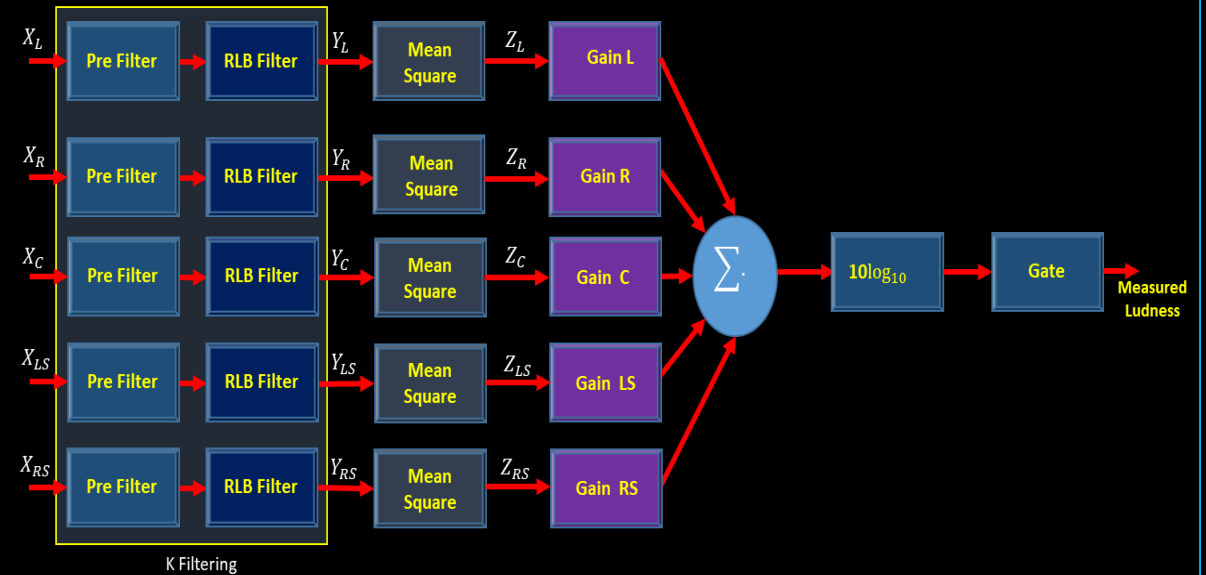 X_L Pre Filter RLB Filter Y_L Mean Square Z_L Gain L
X_R Pre Filter RLB Filter Y_R Mean Square Z_R Gain R
X_C Pre Filter RLB Filter Y_C Mean Square Z_C Gain C
∑.
10log₁₀
Gate
Measured
Ludness
X_LS Pre Filter RLB Filter Y_LS Mean Square Z_LS Gain LS
X_RS Pre Filter RLB Filter Y_RS Mean Square Z_RS Gain RS
K Filtering